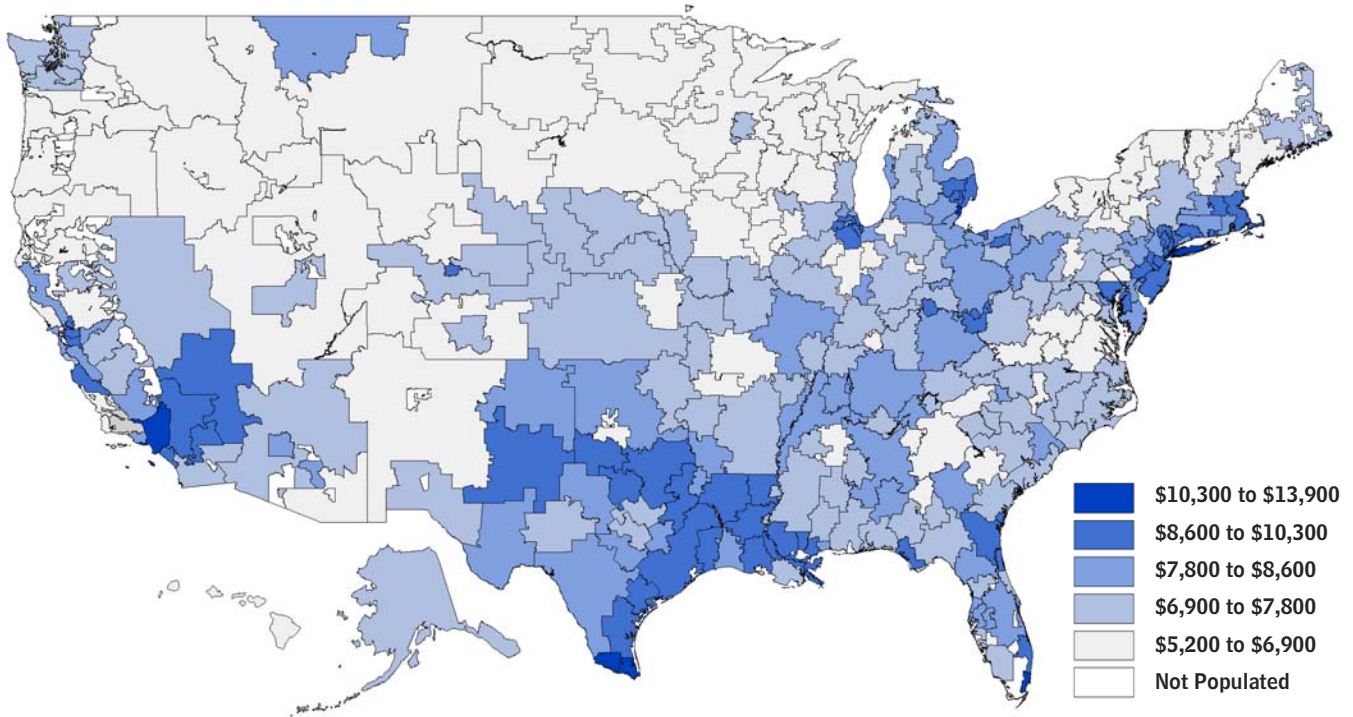 $10,300 to $13,900
$8,600 to $10,300
$7,800 to $8,600
$6,900 to $7,800
$5,200 to $6,900
Not Populated